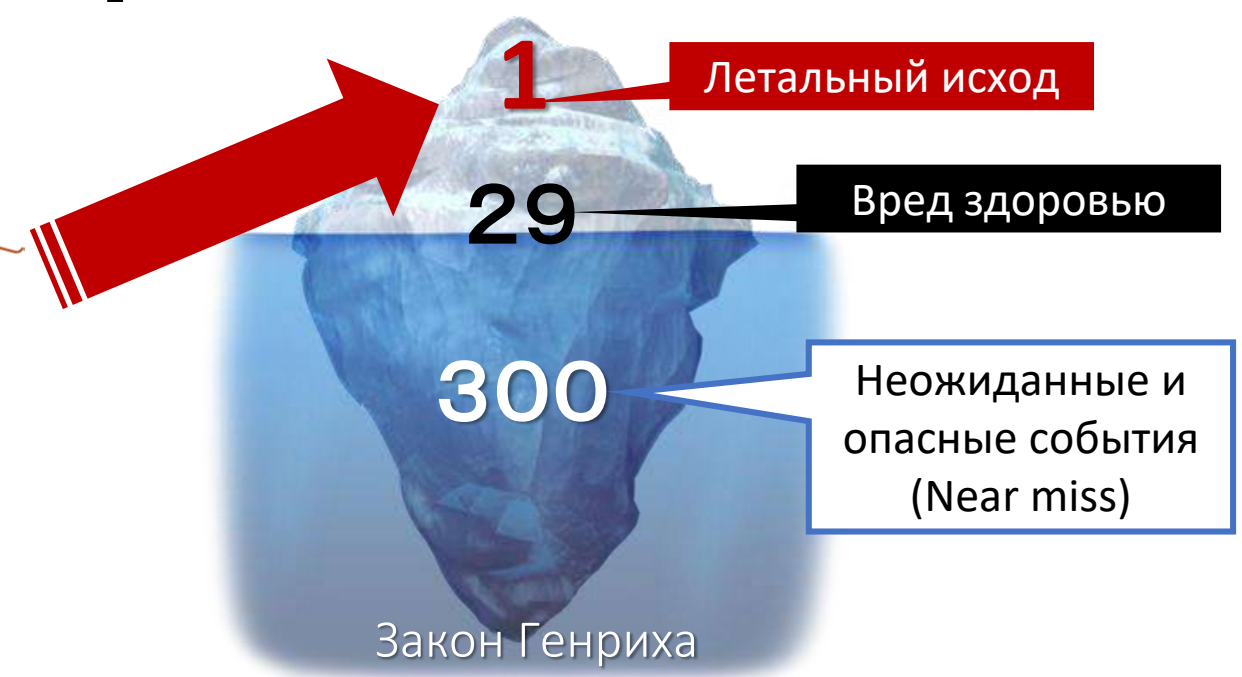 1
Летальный исход
29
Вред здоровью
300
Неожиданные и
опасные события
(Near miss)
Закон Генриха